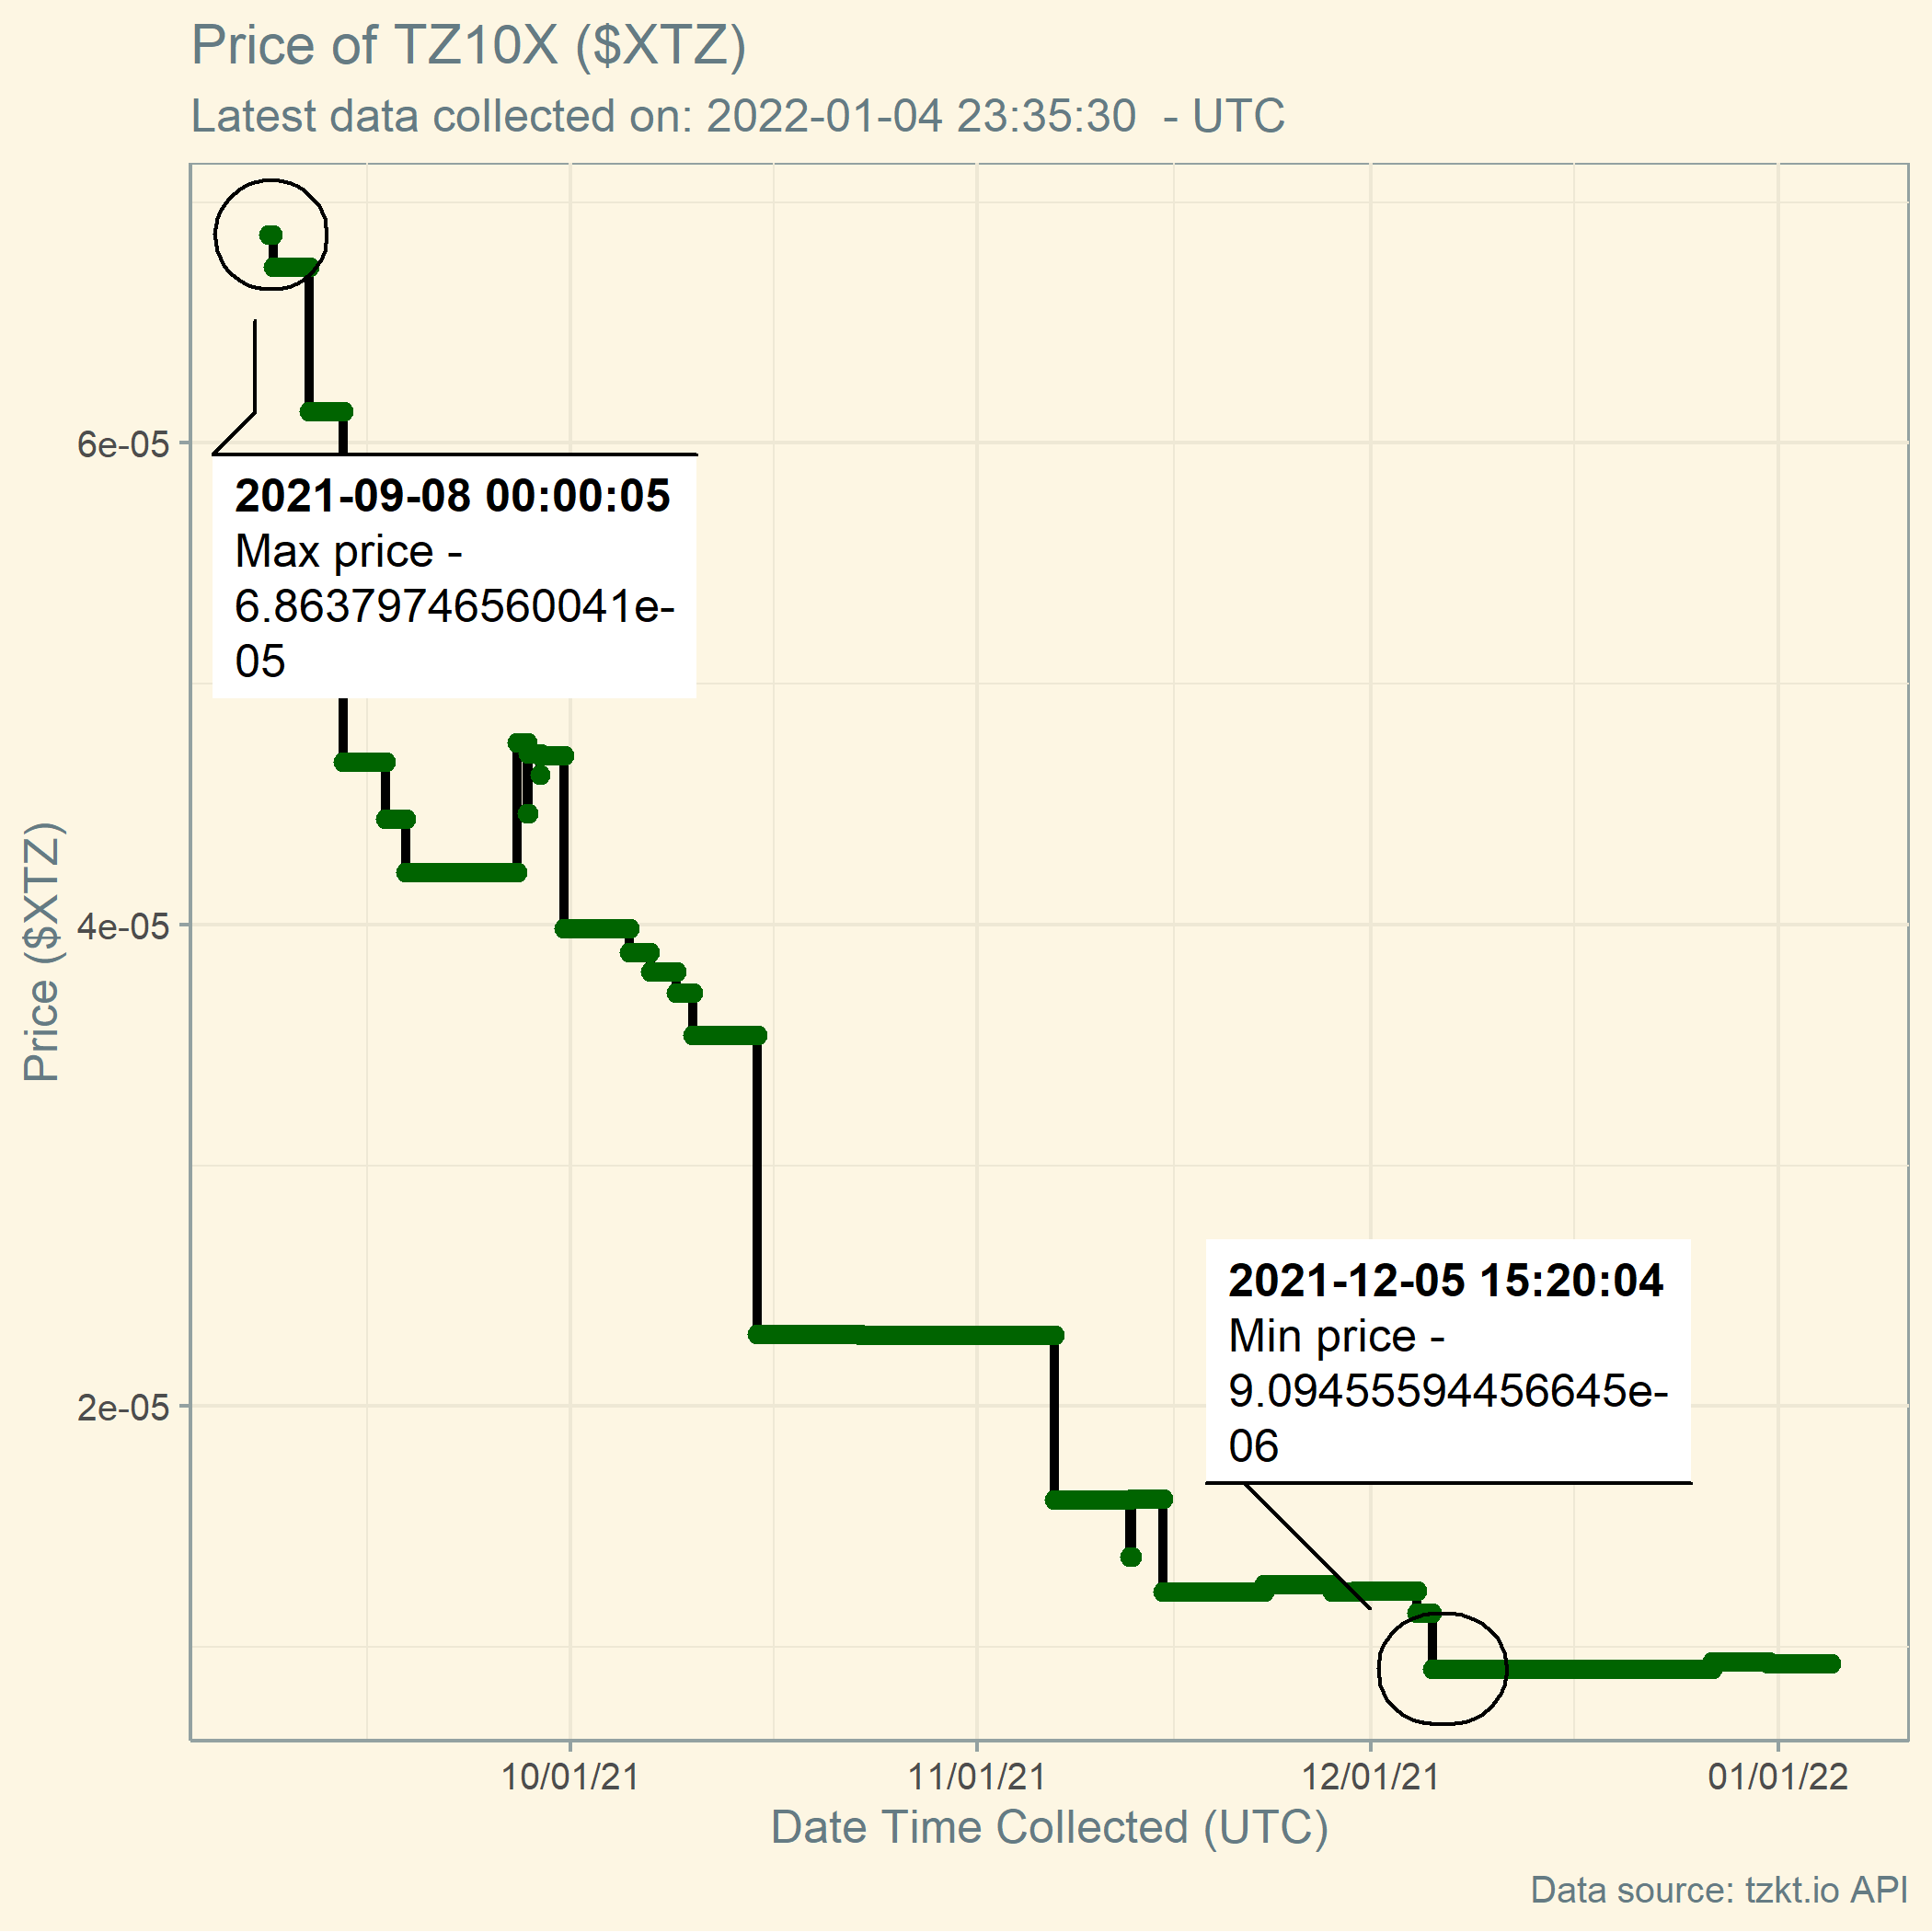 Price of TZ10X ($XTZ)
Latest data collected on: 2022-01-04 23:35:30  - UTC
6e-05
2021-09-08 00:00:05
Max price -
6.86379746560041e-
05
Price ($XTZ)
4e-05
2021-12-05 15:20:04
Min price -
9.09455594456645e-
06
2e-05
10/01/21
11/01/21
12/01/21
01/01/22
Date Time Collected (UTC)
Data source: tzkt.io API